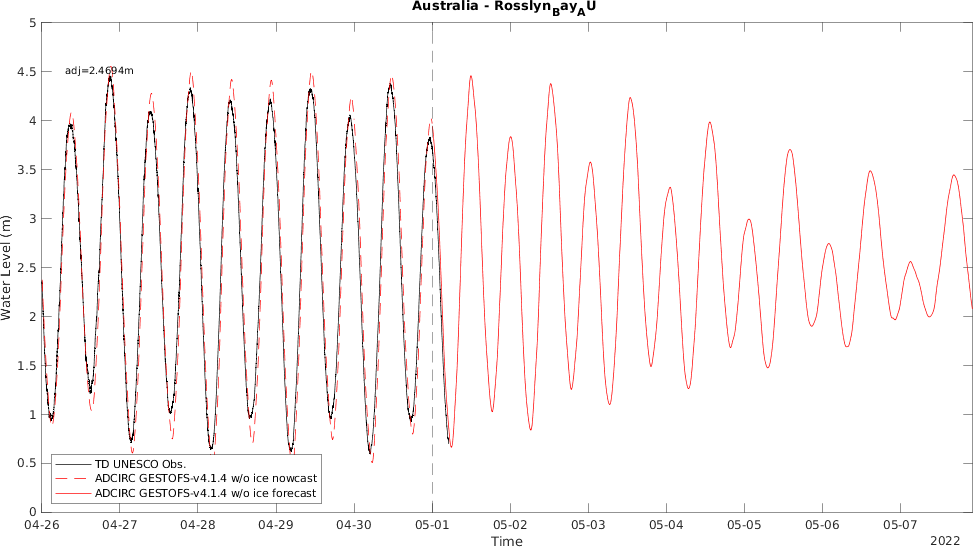 Australia - Rosslyn_Bay_AU
5
4.5
4
3.5
3
2.5
2
1.5
1
0.5
0
Water Level (m)
adj=2.4694m
TD UNESCO Obs.
ADCIRC GESTOFS-v4.1.4 w/o ice nowcast
ADCIRC GESTOFS-v4.1.4 w/o ice forecast
04-26 04-27 04-28 04-29 04-30 05-01 05-02 05-03 05-04 05-05 05-06 05-07
Time
2022